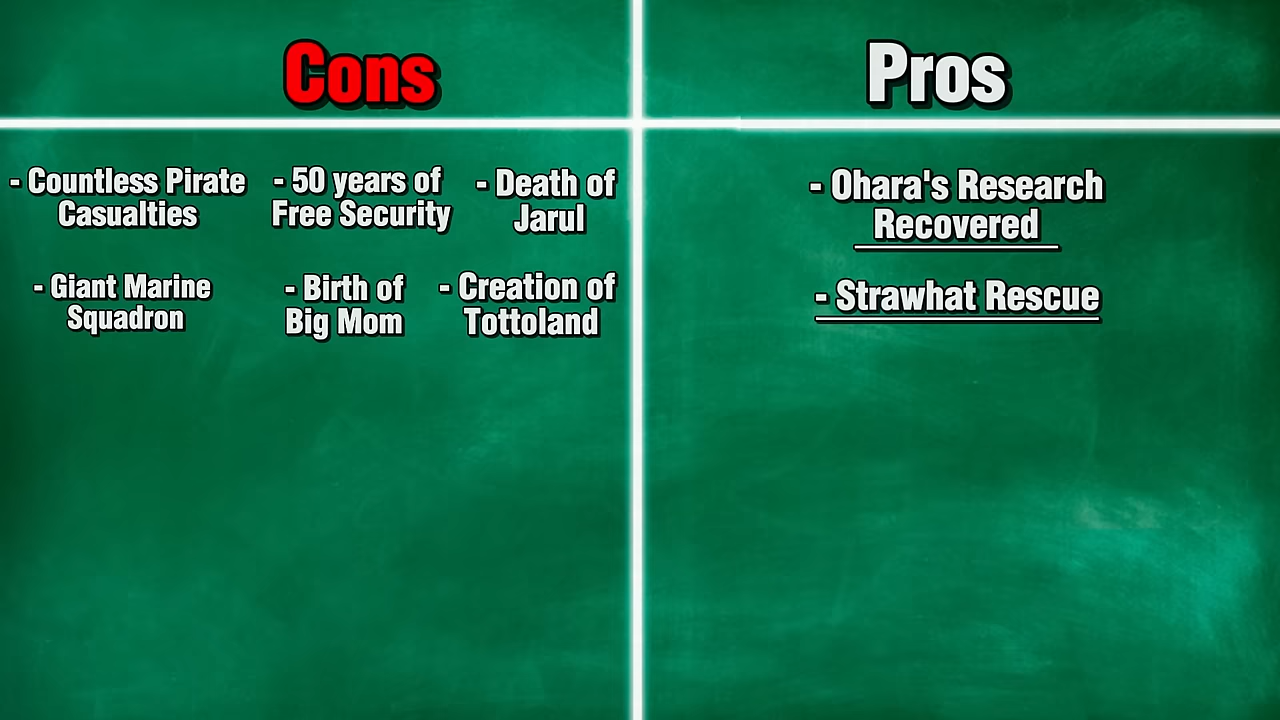 Cons
- Countless Pirate
Casualties
- 50 years of
Free Security
- Death of
Jarul
- Giant Marine
Squadron
- Birth of
Big Mom
- Creation of
Tottoland
Pros
- Ohara's Research
Recovered
- Strawhat Rescue